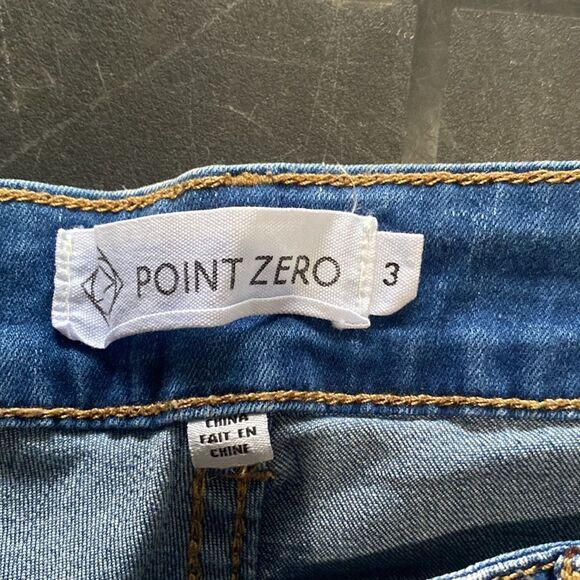 POINT ZERO
3
CHINA
FAIT EN
CHINE